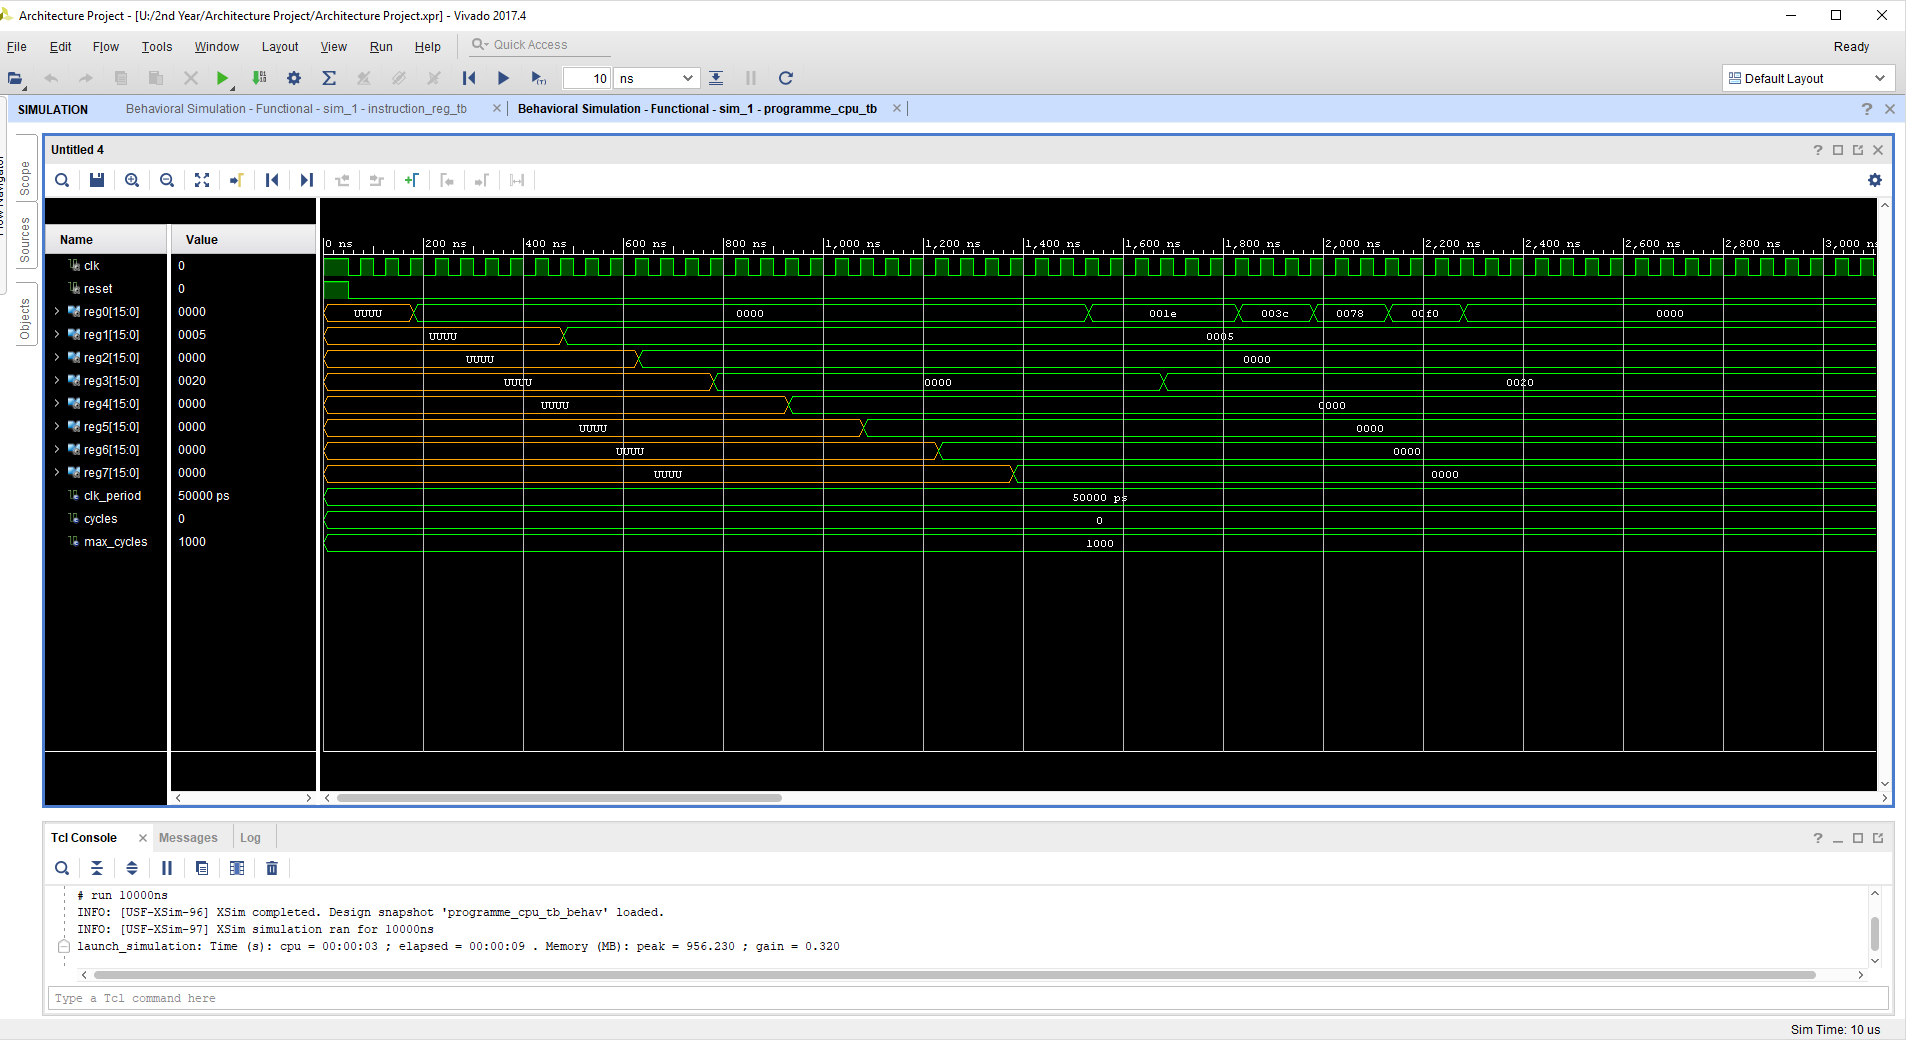 Architecture Project - [U:/2nd Year/Architecture Project/Architecture Project.xpr] - Vivado 2017.4
File Edit Flow Tools Window Layout View Run Help Quick Access Ready
10 ns Default Layout
SIMULATION Behavioral Simulation - Functional - sim_1 - instruction_reg_tb Behavioral Simulation - Functional - sim_1 - programme_cpu_tb
Scope
Sources
Objects
Untitled 4
Name Value
0 ns 200 ns 400 ns 600 ns 800 ns 1,000 ns 1,200 ns 1,400 ns 1,600 ns 1,800 ns 2,000 ns 2,200 ns 2,400 ns 2,600 ns 2,800 ns 3,000 ns
clk 0
reset 0
reg0[15:0] 0000 UUUU 0000 001e 003c 0078 00f0 0000
reg1[15:0] 0005 UUUU 0005
reg2[15:0] 0000 UUUU 0000
reg3[15:0] 0020 UUUU 0000 0020
reg4[15:0] 0000 UUUU 0000
reg5[15:0] 0000 UUUU 0000
reg6[15:0] 0000 UUUU 0000
reg7[15:0] 0000 UUUU 0000
clk_period 50000 ps 50000 ps
cycles 0 0
max_cycles 1000 1000
Tcl Console Messages Log
# run 10000ns
INFO: [USF-XSim-96] XSim completed. Design snapshot 'programme_cpu_tb_behav' loaded.
INFO: [USF-XSim-97] XSim simulation ran for 10000ns
launch_simulation: Time (s): cpu = 00:00:03 ; elapsed = 00:00:09 . Memory (MB): peak = 956.230 ; gain = 0.320
Type a Tcl command here
Sim Time: 10 us